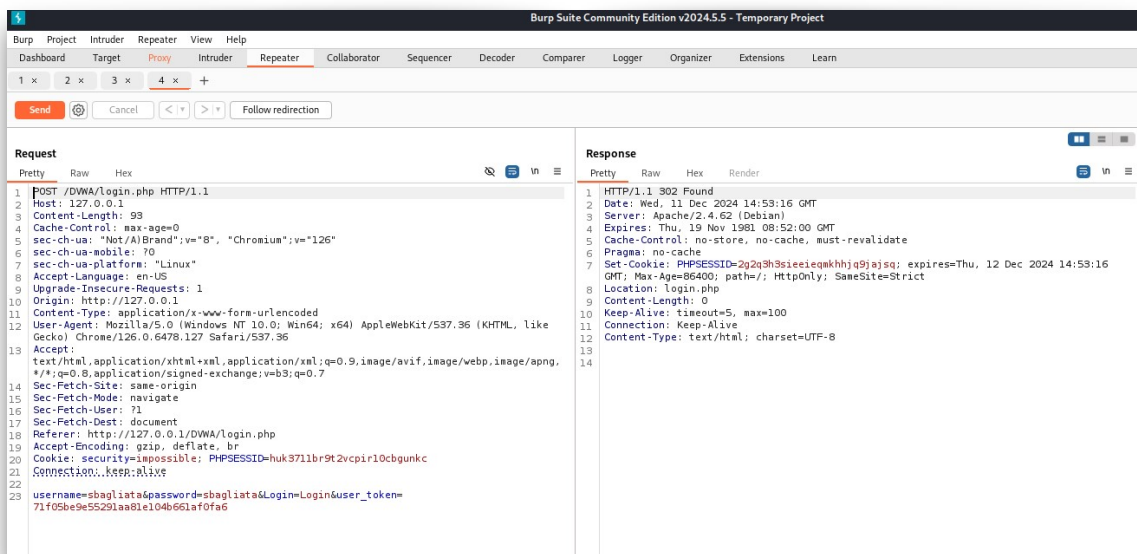 Burp Suite Community Edition v2024.5.5 - Temporary Project
Burp Project Intruder Repeater View Help
Dashboard Target Proxy Intruder Repeater Collaborator Sequencer Decoder Comparer Logger Organizer Extensions Learn
1 × 2 × 3 × 4 × +
Send Cancel < > Follow redirection
Request
Pretty Raw Hex
\n
1 POST /DVWA/login.php HTTP/1.1
2 Host: 127.0.0.1
3 Content-Length: 93
4 Cache-Control: max-age=0
5 sec-ch-ua: "Not/A)Brand";v="8", "Chromium";v="126"
6 sec-ch-ua-mobile: ?0
7 sec-ch-ua-platform: "Linux"
8 Accept-Language: en-US
9 Upgrade-Insecure-Requests: 1
10 Origin: http://127.0.0.1
11 Content-Type: application/x-www-form-urlencoded
12 User-Agent: Mozilla/5.0 (Windows NT 10.0; Win64; x64) AppleWebKit/537.36 (KHTML, like
Gecko) Chrome/126.0.6478.127 Safari/537.36
13 Accept:
text/html,application/xhtml+xml,application/xml;q=0.9,image/avif,image/webp,image/apng,
*/*;q=0.8,application/signed-exchange;v=b3;q=0.7
14 Sec-Fetch-Site: same-origin
15 Sec-Fetch-Mode: navigate
16 Sec-Fetch-User: ?1
17 Sec-Fetch-Dest: document
18 Referer: http://127.0.0.1/DVWA/login.php
19 Accept-Encoding: gzip, deflate, br
20 Cookie: security=impossible; PHPSESSID=huk3711br9t2vcpir10cbgunkc
21 Connection: keep-alive
22
23 username=sbagliata&password=sbagliata&Login=Login&user_token=
71f05be9e55291aa81e104b661af0fa6
Response
Pretty Raw Hex Render
\n
1 HTTP/1.1 302 Found
2 Date: Wed, 11 Dec 2024 14:53:16 GMT
3 Server: Apache/2.4.62 (Debian)
4 Expires: Thu, 19 Nov 1981 08:52:00 GMT
5 Cache-Control: no-store, no-cache, must-revalidate
6 Pragma: no-cache
7 Set-Cookie: PHPSESSID=2g2q3h3sieeieqmkhhjq9jajsq; expires=Thu, 12 Dec 2024 14:53:16
GMT; Max-Age=86400; path=/; HttpOnly; SameSite=Strict
8 Location: login.php
9 Content-Length: 0
10 Keep-Alive: timeout=5, max=100
11 Connection: Keep-Alive
12 Content-Type: text/html; charset=UTF-8
13
14